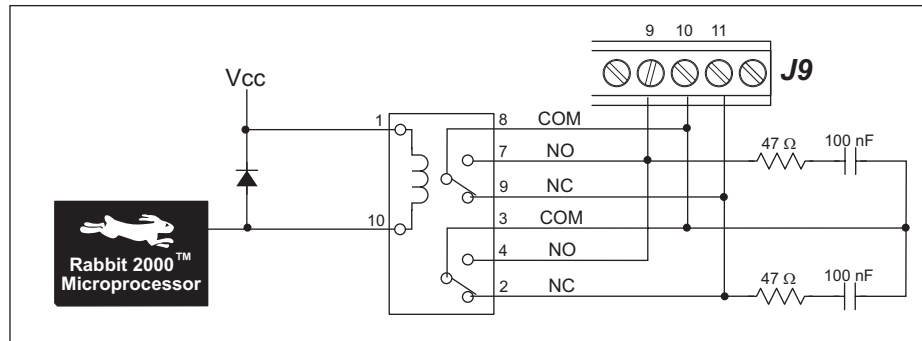 9 10 11
J9
Vcc
1
8 COM
7 NO
9 NC
10
3 COM
4 NO
2 NC
47 Ω 100 nF
47 Ω 100 nF
Rabbit 2000™
Microprocessor